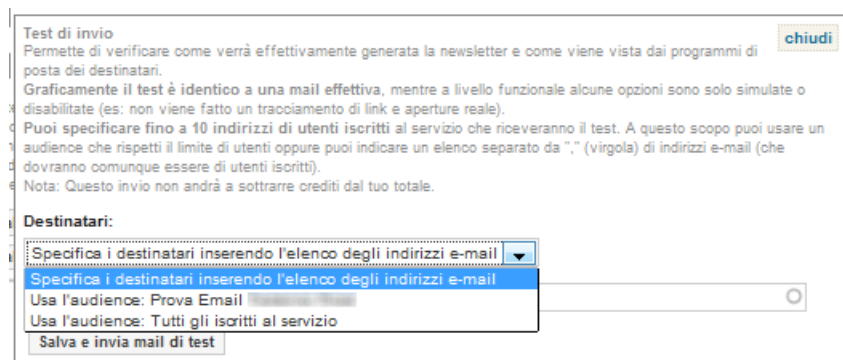 Test di invio
chiudi
Permette di verificare come verrà effettivamente generata la newsletter e come viene vista dai programmi di
posta dei destinatari.
Graficamente il test è identico a una mail effettiva, mentre a livello funzionale alcune opzioni sono solo simulate o
disabilitate (es: non viene fatto un tracciamento di link e aperture reale).
Puoi specificare fino a 10 indirizzi di utenti iscritti al servizio che riceveranno il test. A questo scopo puoi usare un
audience che rispetti il limite di utenti oppure puoi indicare un elenco separato da "," (virgola) di indirizzi e-mail (che
dovranno comunque essere di utenti iscritti).
Nota: Questo invio non andrà a sottrarre crediti dal tuo totale.
Destinatari:
Specifica i destinatari inserendo l'elenco degli indirizzi e-mail
Specifica i destinatari inserendo l'elenco degli indirizzi e-mail
Usa l'audience: Prova Email
Usa l'audience: Tutti gli iscritti al servizio
Salva e invia mail di test